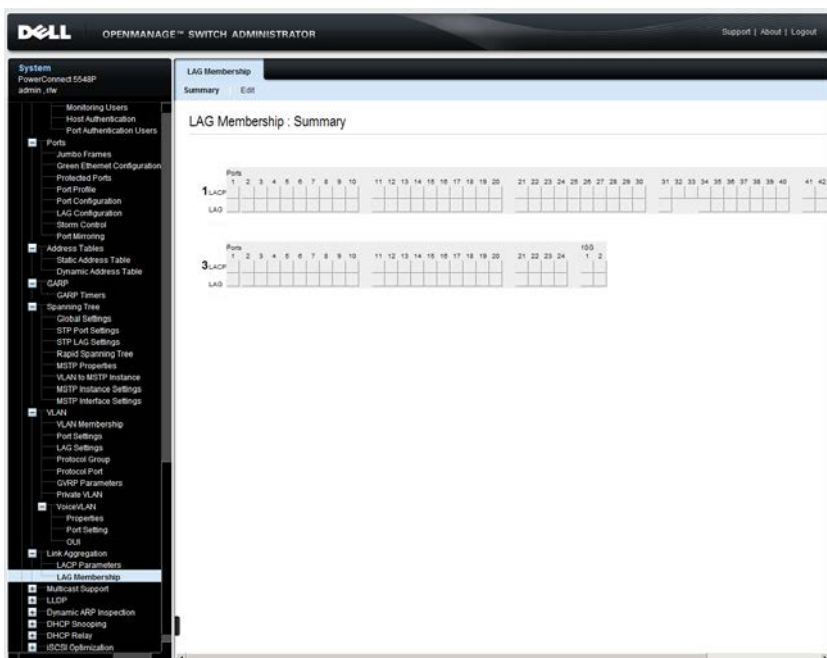 DELL OPENMANAGE™ SWITCH ADMINISTRATOR
Support | About | Logout
System
PowerConnect 5548P
admin , r/w
Monitoring Users
Host Authentication
Port Authentication Users
Ports
Jumbo Frames
Green Ethernet Configuration
Protected Ports
Port Profile
Port Configuration
LAG Configuration
Storm Control
Port Mirroring
Address Tables
Static Address Table
Dynamic Address Table
GARP
GARP Timers
Spanning Tree
Global Settings
STP Port Settings
STP LAG Settings
Rapid Spanning Tree
MSTP Properties
VLAN to MSTP Instance
MSTP Instance Settings
MSTP Interface Settings
VLAN
VLAN Membership
Port Settings
LAG Settings
Protocol Group
Protocol Port
GVRP Parameters
Private VLAN
VoiceVLAN
Properties
Port Setting
OUI
Link Aggregation
LACP Parameters
LAG Membership
Multicast Support
LLDP
Dynamic ARP Inspection
DHCP Snooping
DHCP Relay
iSCSI Optimization
LAG Membership
Summary Edit
LAG Membership : Summary
Ports
1 2 3 4 5 6 7 8 9 10 11 12 13 14 15 16 17 18 19 20 21 22 23 24 25 26 27 28 29 30 31 32 33 34 35 36 37 38 39 40 41 42
1 LACP
LAG
Ports 10G
1 2 3 4 5 6 7 8 9 10 11 12 13 14 15 16 17 18 19 20 21 22 23 24 1 2
3 LACP
LAG